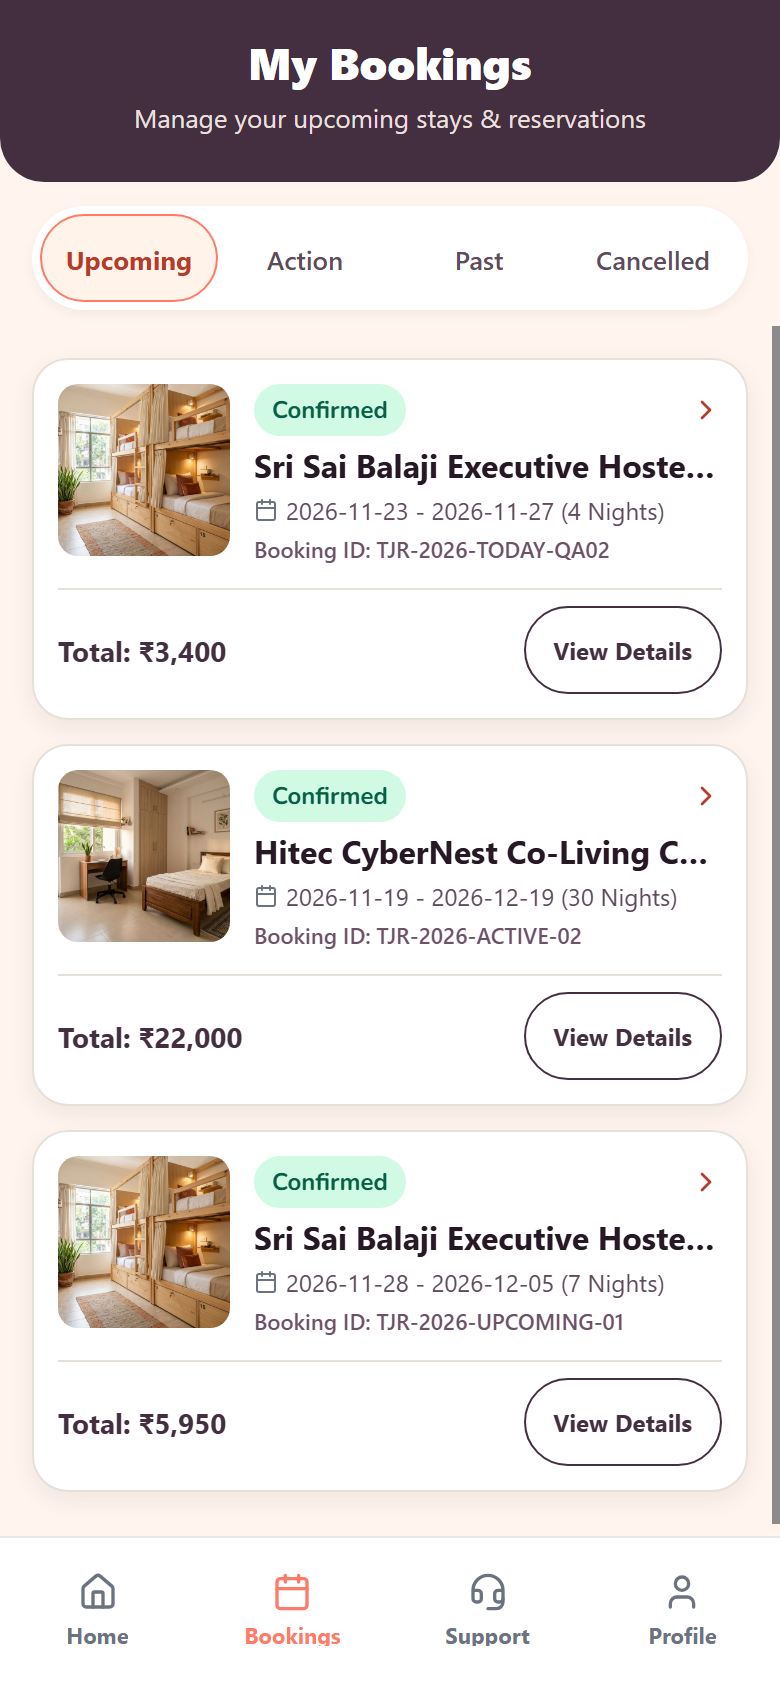 My Bookings
Manage your upcoming stays & reservations
Upcoming
Action
Past
Cancelled
Confirmed
Sri Sai Balaji Executive Hoste...
2026-11-23 - 2026-11-27 (4 Nights)
Booking ID: TJR-2026-TODAY-QA02
Total: ₹3,400
View Details
Confirmed
Hitec CyberNest Co-Living C...
2026-11-19 - 2026-12-19 (30 Nights)
Booking ID: TJR-2026-ACTIVE-02
Total: ₹22,000
View Details
Confirmed
Sri Sai Balaji Executive Hoste...
2026-11-28 - 2026-12-05 (7 Nights)
Booking ID: TJR-2026-UPCOMING-01
Total: ₹5,950
View Details
Home
Bookings
Support
Profile